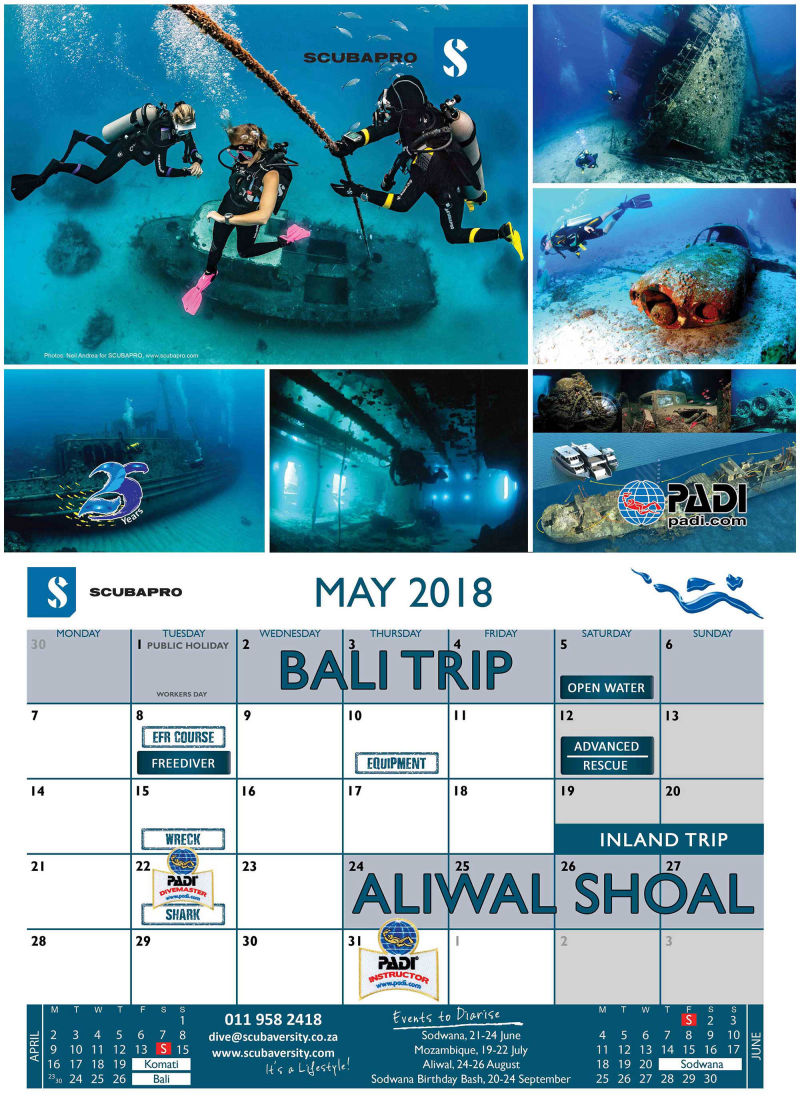 SCUBAPRO S
Photos: Neil Andrea for SCUBAPRO, www.scubapro.com
25
Years
PADI
padi.com
S SCUBAPRO
MAY 2018
MONDAY TUESDAY WEDNESDAY THURSDAY FRIDAY SATURDAY SUNDAY
30 1 PUBLIC HOLIDAY 2 3 4 5 6
BALI TRIP
WORKERS DAY
OPEN WATER
7 8 9 10 11 12 13
EFR COURSE
FREEDIVER
EQUIPMENT
ADVANCED
RESCUE
14 15 16 17 18 19 20
WRECK
INLAND TRIP
21 22 23 24 25 26 27
PADI
DIVEMASTER
www.padi.com
SHARK
ALIWAL SHOAL
28 29 30 31 1 2 3
PADI
INSTRUCTOR
www.padi.com
APRIL
M T W T F S S
1
2 3 4 5 6 7 8
9 10 11 12 13 S 15
16 17 18 19 Komati
23 30 24 25 26 Bali
011 958 2418
dive@scubaversity.co.za
www.scubaversity.com
It's a Lifestyle!
Events to Diarise
Sodwana, 21-24 June
Mozambique, 19-22 July
Aliwal, 24-26 August
Sodwana Birthday Bash, 20-24 September
M T W T F S S
S 2 3
4 5 6 7 8 9 10
11 12 13 14 15 16 17
18 19 20 Sodwana
25 26 27 28 29 30
JUNE